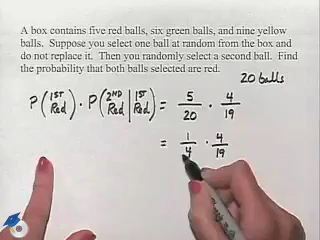 A box contains five red balls, six green balls, and nine yellow
balls. Suppose you select one ball at random from the box and
do not replace it. Then you randomly select a second ball. Find
the probability that both balls selected are red.
20 balls
P(1ST Red) · P(2ND Red | 1ST Red) = 5/20 · 4/19
= 1/4 · 4/19